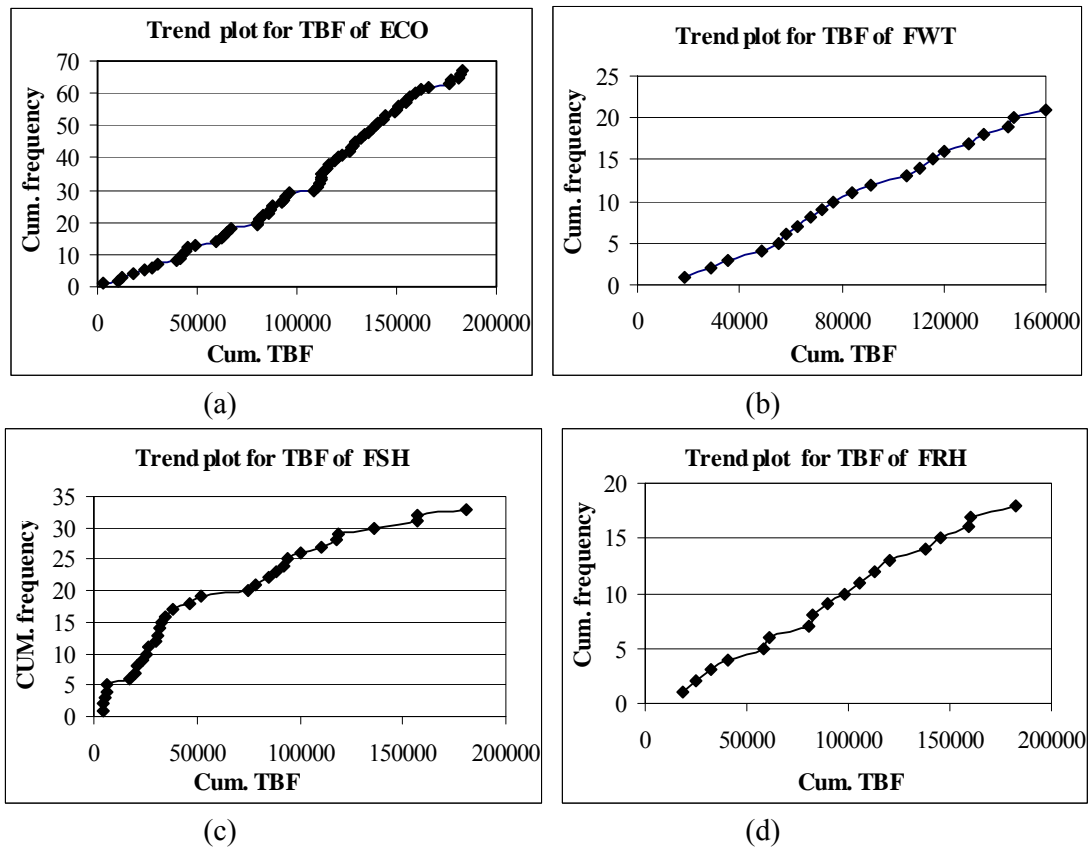 Trend plot for TBF of ECO
Cum. frequency
70
60
50
40
30
20
10
0
0 50000 100000 150000 200000
Cum. TBF
(a)
Trend plot for TBF of FWT
Cum. frequency
25
20
15
10
5
0
0 40000 80000 120000 160000
Cum. TBF
(b)
Trend plot for TBF of FSH
CUM. frequency
35
30
25
20
15
10
5
0
0 50000 100000 150000 200000
Cum. TBF
(c)
Trend plot for TBF of FRH
Cum. frequency
20
15
10
5
0
0 50000 100000 150000 200000
Cum. TBF
(d)